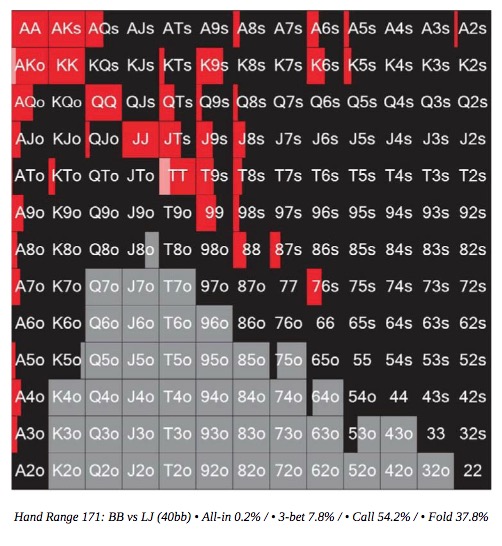 AA AKs AQs AJs ATs A9s A8s A7s A6s A5s A4s A3s A2s
AKo KK KQs KJs KTs K9s K8s K7s K6s K5s K4s K3s K2s
AQo KQo QQ QJs QTs Q9s Q8s Q7s Q6s Q5s Q4s Q3s Q2s
AJo KJo QJo JJ JTs J9s J8s J7s J6s J5s J4s J3s J2s
ATo KTo QTo JTo TT T9s T8s T7s T6s T5s T4s T3s T2s
A9o K9o Q9o J9o T9o 99 98s 97s 96s 95s 94s 93s 92s
A8o K8o Q8o J8o T8o 98o 88 87s 86s 85s 84s 83s 82s
A7o K7o Q7o J7o T7o 97o 87o 77 76s 75s 74s 73s 72s
A6o K6o Q6o J6o T6o 96o 86o 76o 66 65s 64s 63s 62s
A5o K5o Q5o J5o T5o 95o 85o 75o 65o 55 54s 53s 52s
A4o K4o Q4o J4o T4o 94o 84o 74o 64o 54o 44 43s 42s
A3o K3o Q3o J3o T3o 93o 83o 73o 63o 53o 43o 33 32s
A2o K2o Q2o J2o T2o 92o 82o 72o 62o 52o 42o 32o 22
Hand Range 171: BB vs LJ (40bb) • All-in 0.2% / • 3-bet 7.8% / • Call 54.2% / • Fold 37.8%